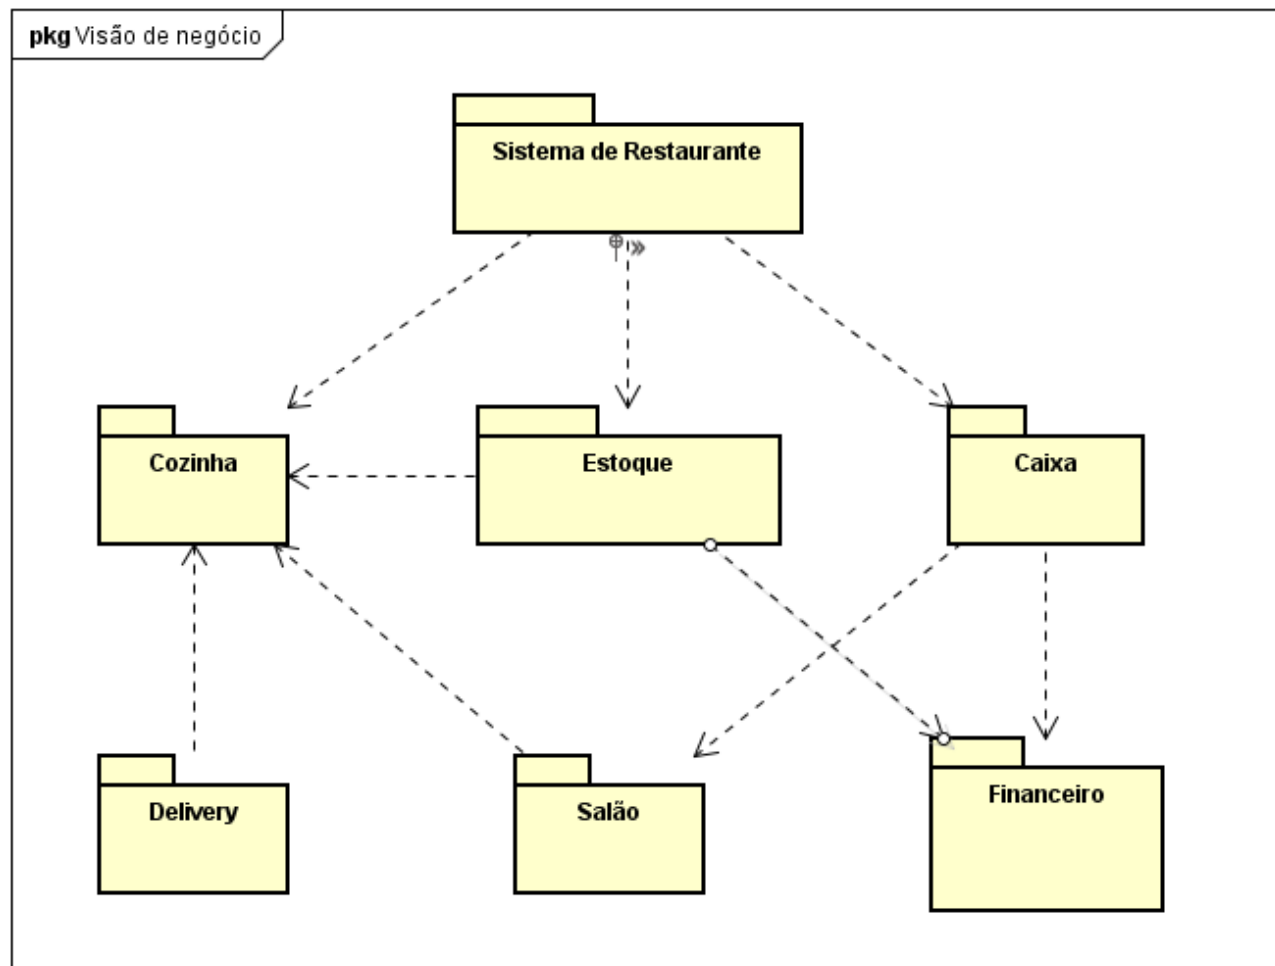 pkg Visão de negócio
Sistema de Restaurante
Cozinha
Estoque
Caixa
Delivery
Salão
Financeiro